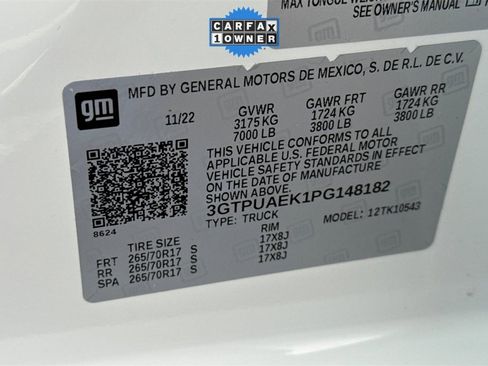 MAX TONGUE WEIGHT
SEE OWNER'S MANUAL
CARFAX
1 OWNER
gm
MFD BY GENERAL MOTORS DE MEXICO, S. DE R.L. DE C.V.
11/22 GVWR GAWR FRT GAWR RR
3175 KG 1724 KG 1724 KG
7000 LB 3800 LB 3800 LB
THIS VEHICLE CONFORMS TO ALL
APPLICABLE U.S. FEDERAL MOTOR
VEHICLE SAFETY STANDARDS IN EFFECT
ON THE DATE OF MANUFACTURE
SHOWN ABOVE.
3GTPUAEK1PG148182
TYPE: TRUCK MODEL: 12TK10543
8624
TIRE SIZE RIM
FRT 265/70R17 S 17X8J
RR 265/70R17 S 17X8J
SPA 265/70R17 S 17X8J